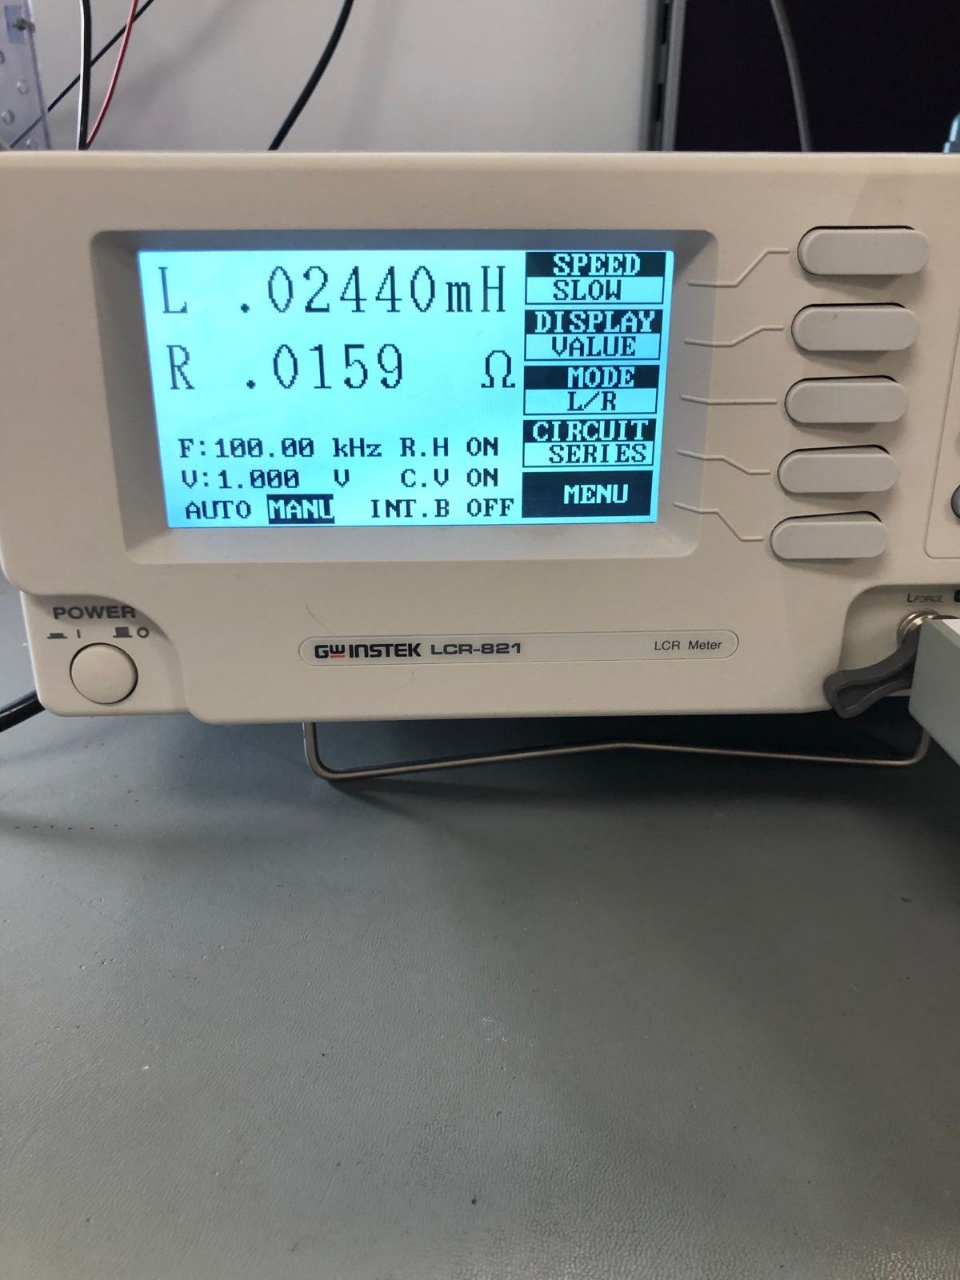 L .02440mH
R .0159 Ω
F:100.00 kHz R.H ON
V:1.000 V C.V ON
AUTO MANU INT.B OFF
SPEED
SLOW
DISPLAY
VALUE
MODE
L/R
CIRCUIT
SERIES
MENU
POWER
LFORCE
GWINSTEK LCR-821
LCR Meter